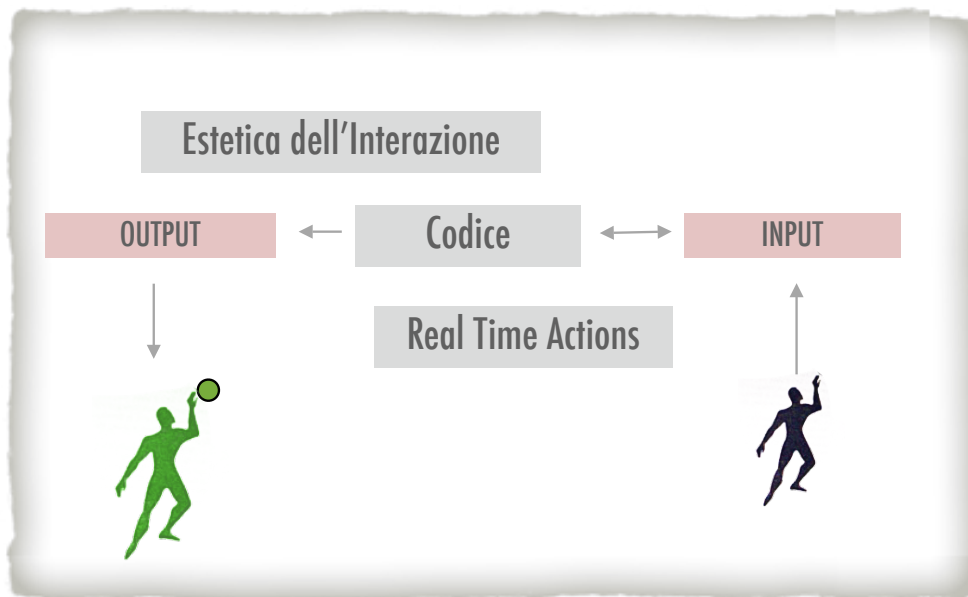 Estetica dell'Interazione
OUTPUT
Codice
INPUT
Real Time Actions